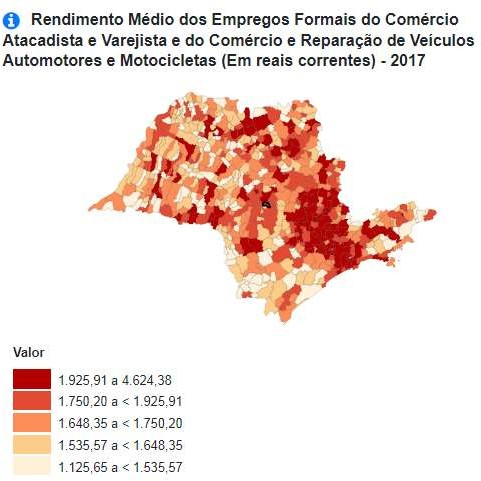 Rendimento Médio dos Empregos Formais do Comércio
Atacadista e Varejista e do Comércio e Reparação de Veículos
Automotores e Motocicletas (Em reais correntes) - 2017
Valor
1.925,91 a 4.624,38
1.750,20 a < 1.925,91
1.648,35 a < 1.750,20
1.535,57 a < 1.648,35
1.125,65 a < 1.535,57